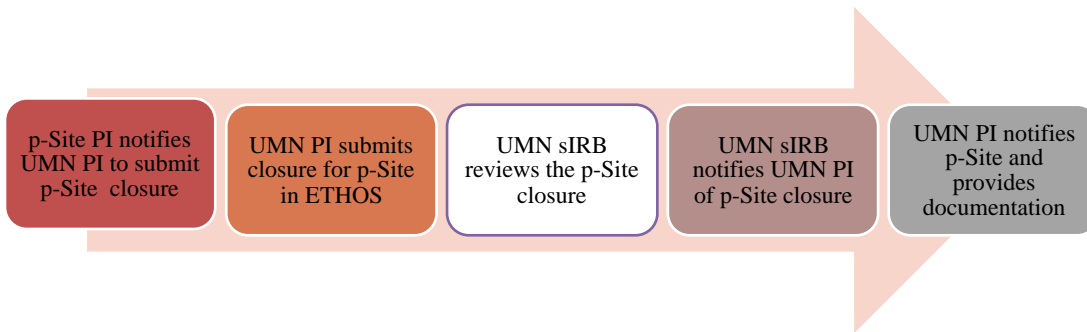 p-Site PI notifies
UMN PI to submit
p-Site closure
UMN PI submits
closure for p-Site
in ETHOS
UMN sIRB
reviews the p-Site
closure
UMN sIRB
notifies UMN PI
of p-Site closure
UMN PI notifies
p-Site and
provides
documentation